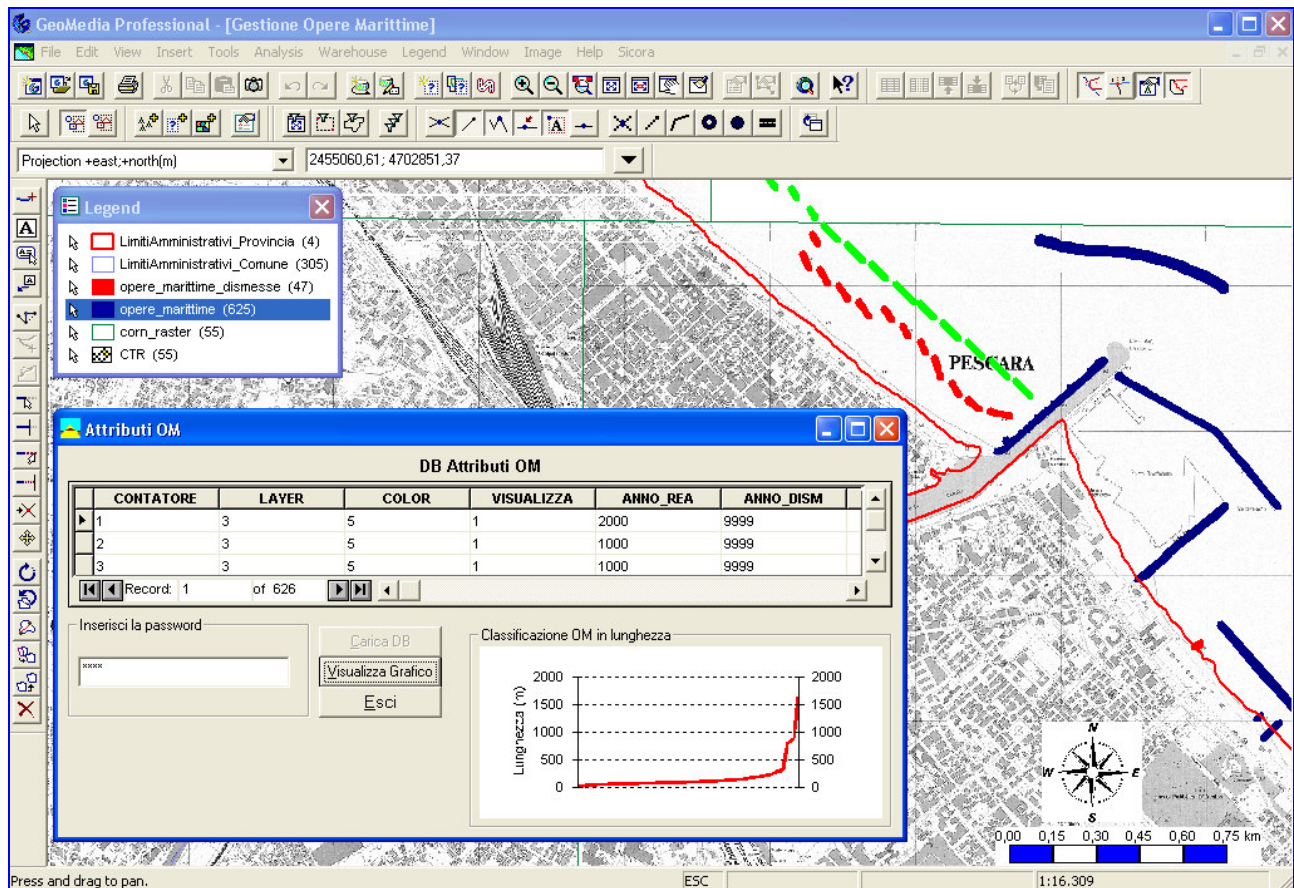 GeoMedia Professional - [Gestione Opere Marittime]
File Edit View Insert Tools Analysis Warehouse Legend Window Image Help Sicora
Projection +east;+north(m) 2455060,61; 4702851,37
Legend
LimitiAmministrativi_Provincia (4)
LimitiAmministrativi_Comune (305)
opere_marittime_dismesse (47)
opere_marittime (625)
corn_raster (55)
CTR (55)
PESCARA
Attributi OM
DB Attributi OM
CONTATORE LAYER COLOR VISUALIZZA ANNO_REA ANNO_DISM
1 3 5 1 2000 9999
2 3 5 1 1000 9999
3 3 5 1 1000 9999
Record: 1 of 626
Inserisci la password
****
Carica DB
Visualizza Grafico
Esci
Classificazione OM in lunghezza
Lunghezza (m)
2000 2000
1500 1500
1000 1000
500 500
0 0
N
W E
S
0,00 0,15 0,30 0,45 0,60 0,75 km
Press and drag to pan. ESC 1:16.309